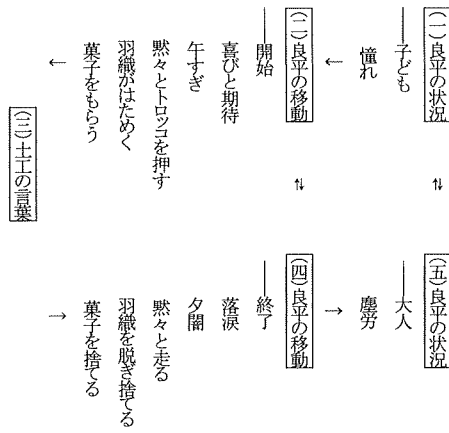 (一)良平の状況
―子ども
憧れ
↓
(二)良平の移動
―開始
喜びと期待
午すぎ
黙々とトロッコを押す
羽織がはためく
菓子をもらう
↓
(三)土工の言葉
⇅
⇅
(五)良平の状況
―大人
塵労
↑
(四)良平の移動
―終了
落涙
夕闇
黙々と走る
羽織を脱ぎ捨てる
菓子を捨てる
↑